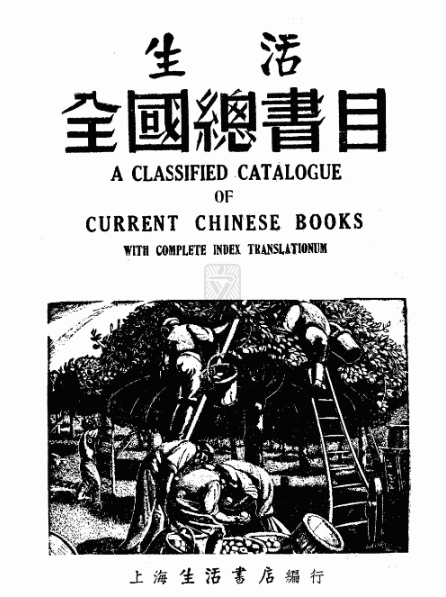 生活
全國總書目
A CLASSIFIED CATALOGUE
OF
CURRENT CHINESE BOOKS
WITH COMPLETE INDEX TRANSLATIONUM
上海生活書店編行